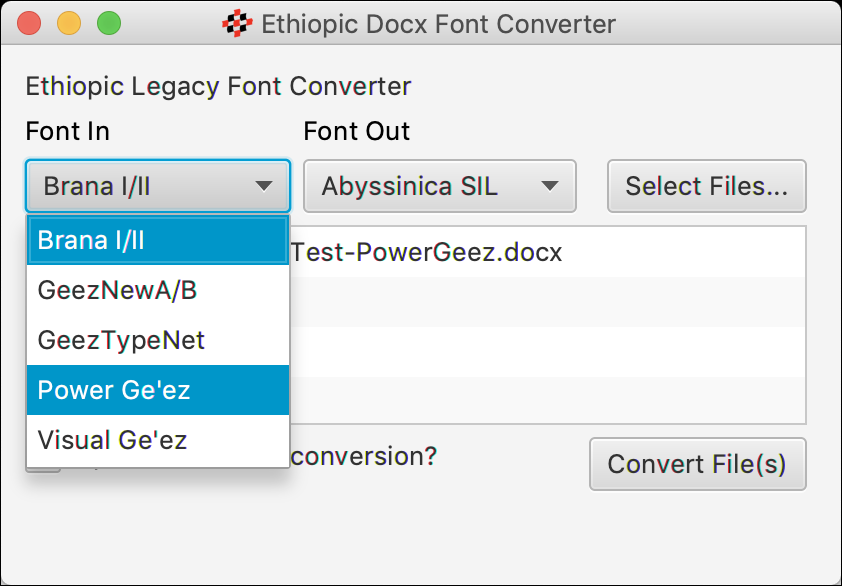 Ethiopic Docx Font Converter
Ethiopic Legacy Font Converter
Font In
Font Out
Brana I/II
Abyssinica SIL
Select Files...
Brana I/II
GeezNewA/B
GeezTypeNet
Power Ge'ez
Visual Ge'ez
Test-PowerGeez.docx
conversion?
Convert File(s)